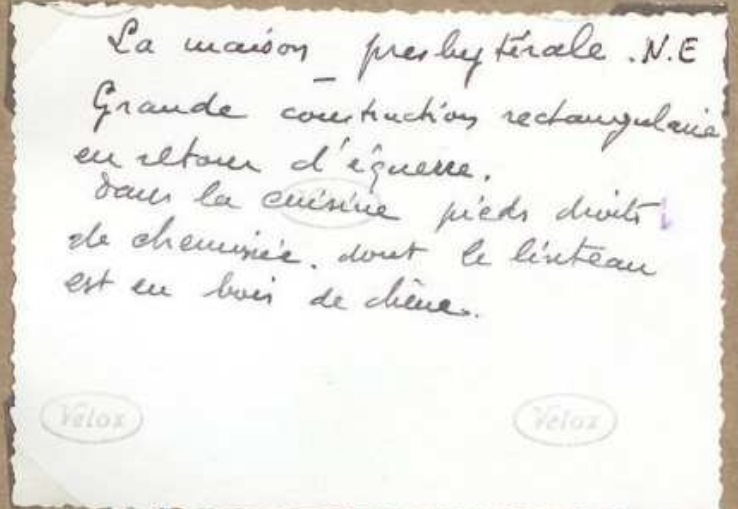 La maison presbytérale. N.E
Grande construction rectangulaire
en retour d'équerre.
Dans la cuisine pieds droits
de cheminée. dont le linteau
est en bois de chêne.
Velox Velox